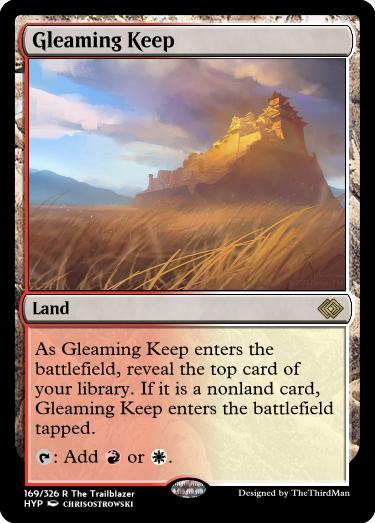 Gleaming Keep
Land
As Gleaming Keep enters the
battlefield, reveal the top card of
your library. If it is a nonland card,
Gleaming Keep enters the battlefield
tapped.
: Add or .
169/326 R The Trailblazer
HYP CHRISOSTROWSKI
Designed by TheThirdMan